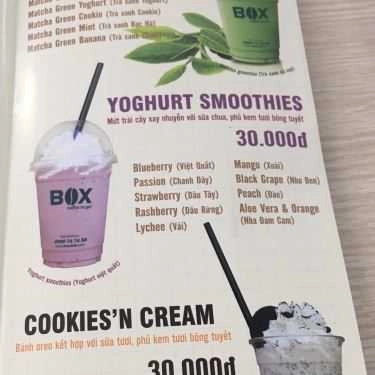 Matcha Green Yoghurt (Trà xanh Yoghurt)
Matcha Green Cookie (Trà xanh Cookie)
Matcha Green Mint (Trà xanh Bạc Hà)
Matcha Green Banana (Trà xanh
BOX
YOGHURT SMOOTHIES
Mứt trái cây xay nhuyễn với sữa chua, phủ kem tươi bông tuyết
30.000đ
Blueberry (Việt Quất)
Passion (Chanh Dây)
Strawberry (Dâu Tây)
Rashberry (Dâu Rừng)
Lychee (Vải)
Mango (Xoài)
Black Grape (Nho Đen)
Peach (Đào)
Aloe Vera & Orange
(Nha Đam Cam)
BOX
Yoghurt smoothies (Yoghurt việt quất)
COOKIES'N CREAM
Bánh oreo kết hợp với sữa tươi, phủ kem tươi bông tuyết
30.000đ